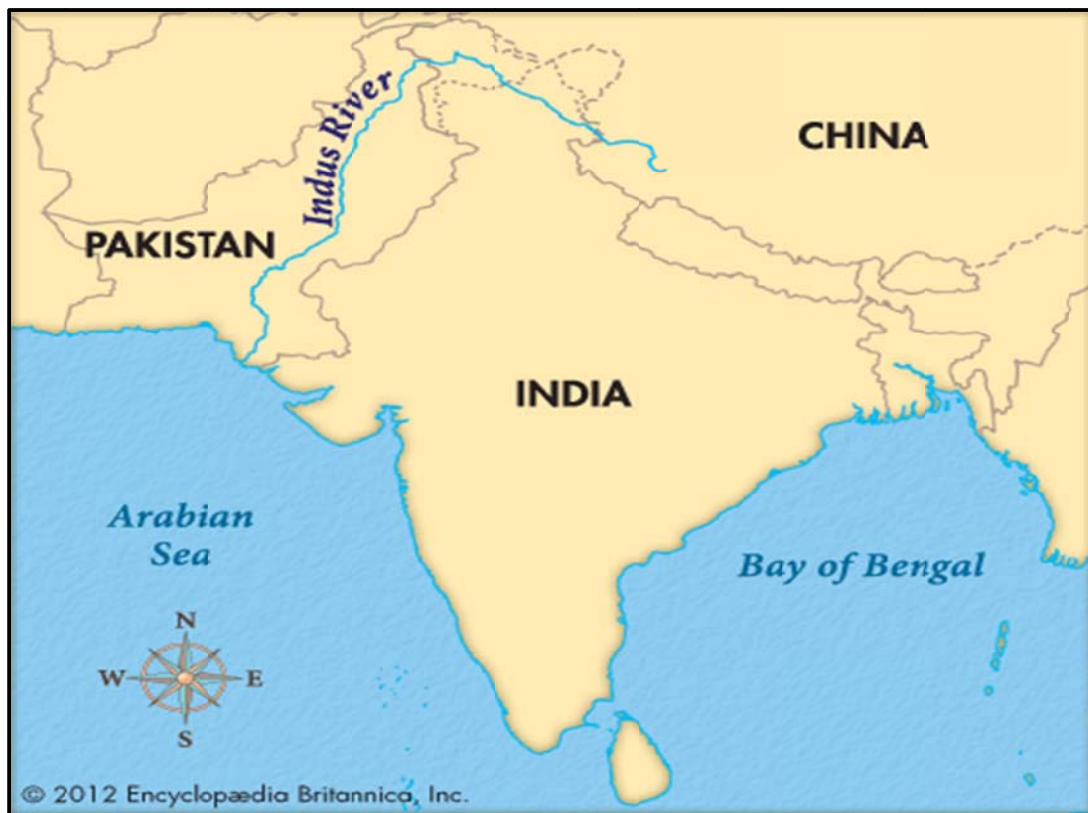 CHINA
Indus River
PAKISTAN
INDIA
Arabian
Sea
Bay of Bengal
N
W E
S
© 2012 Encyclopædia Britannica, Inc.